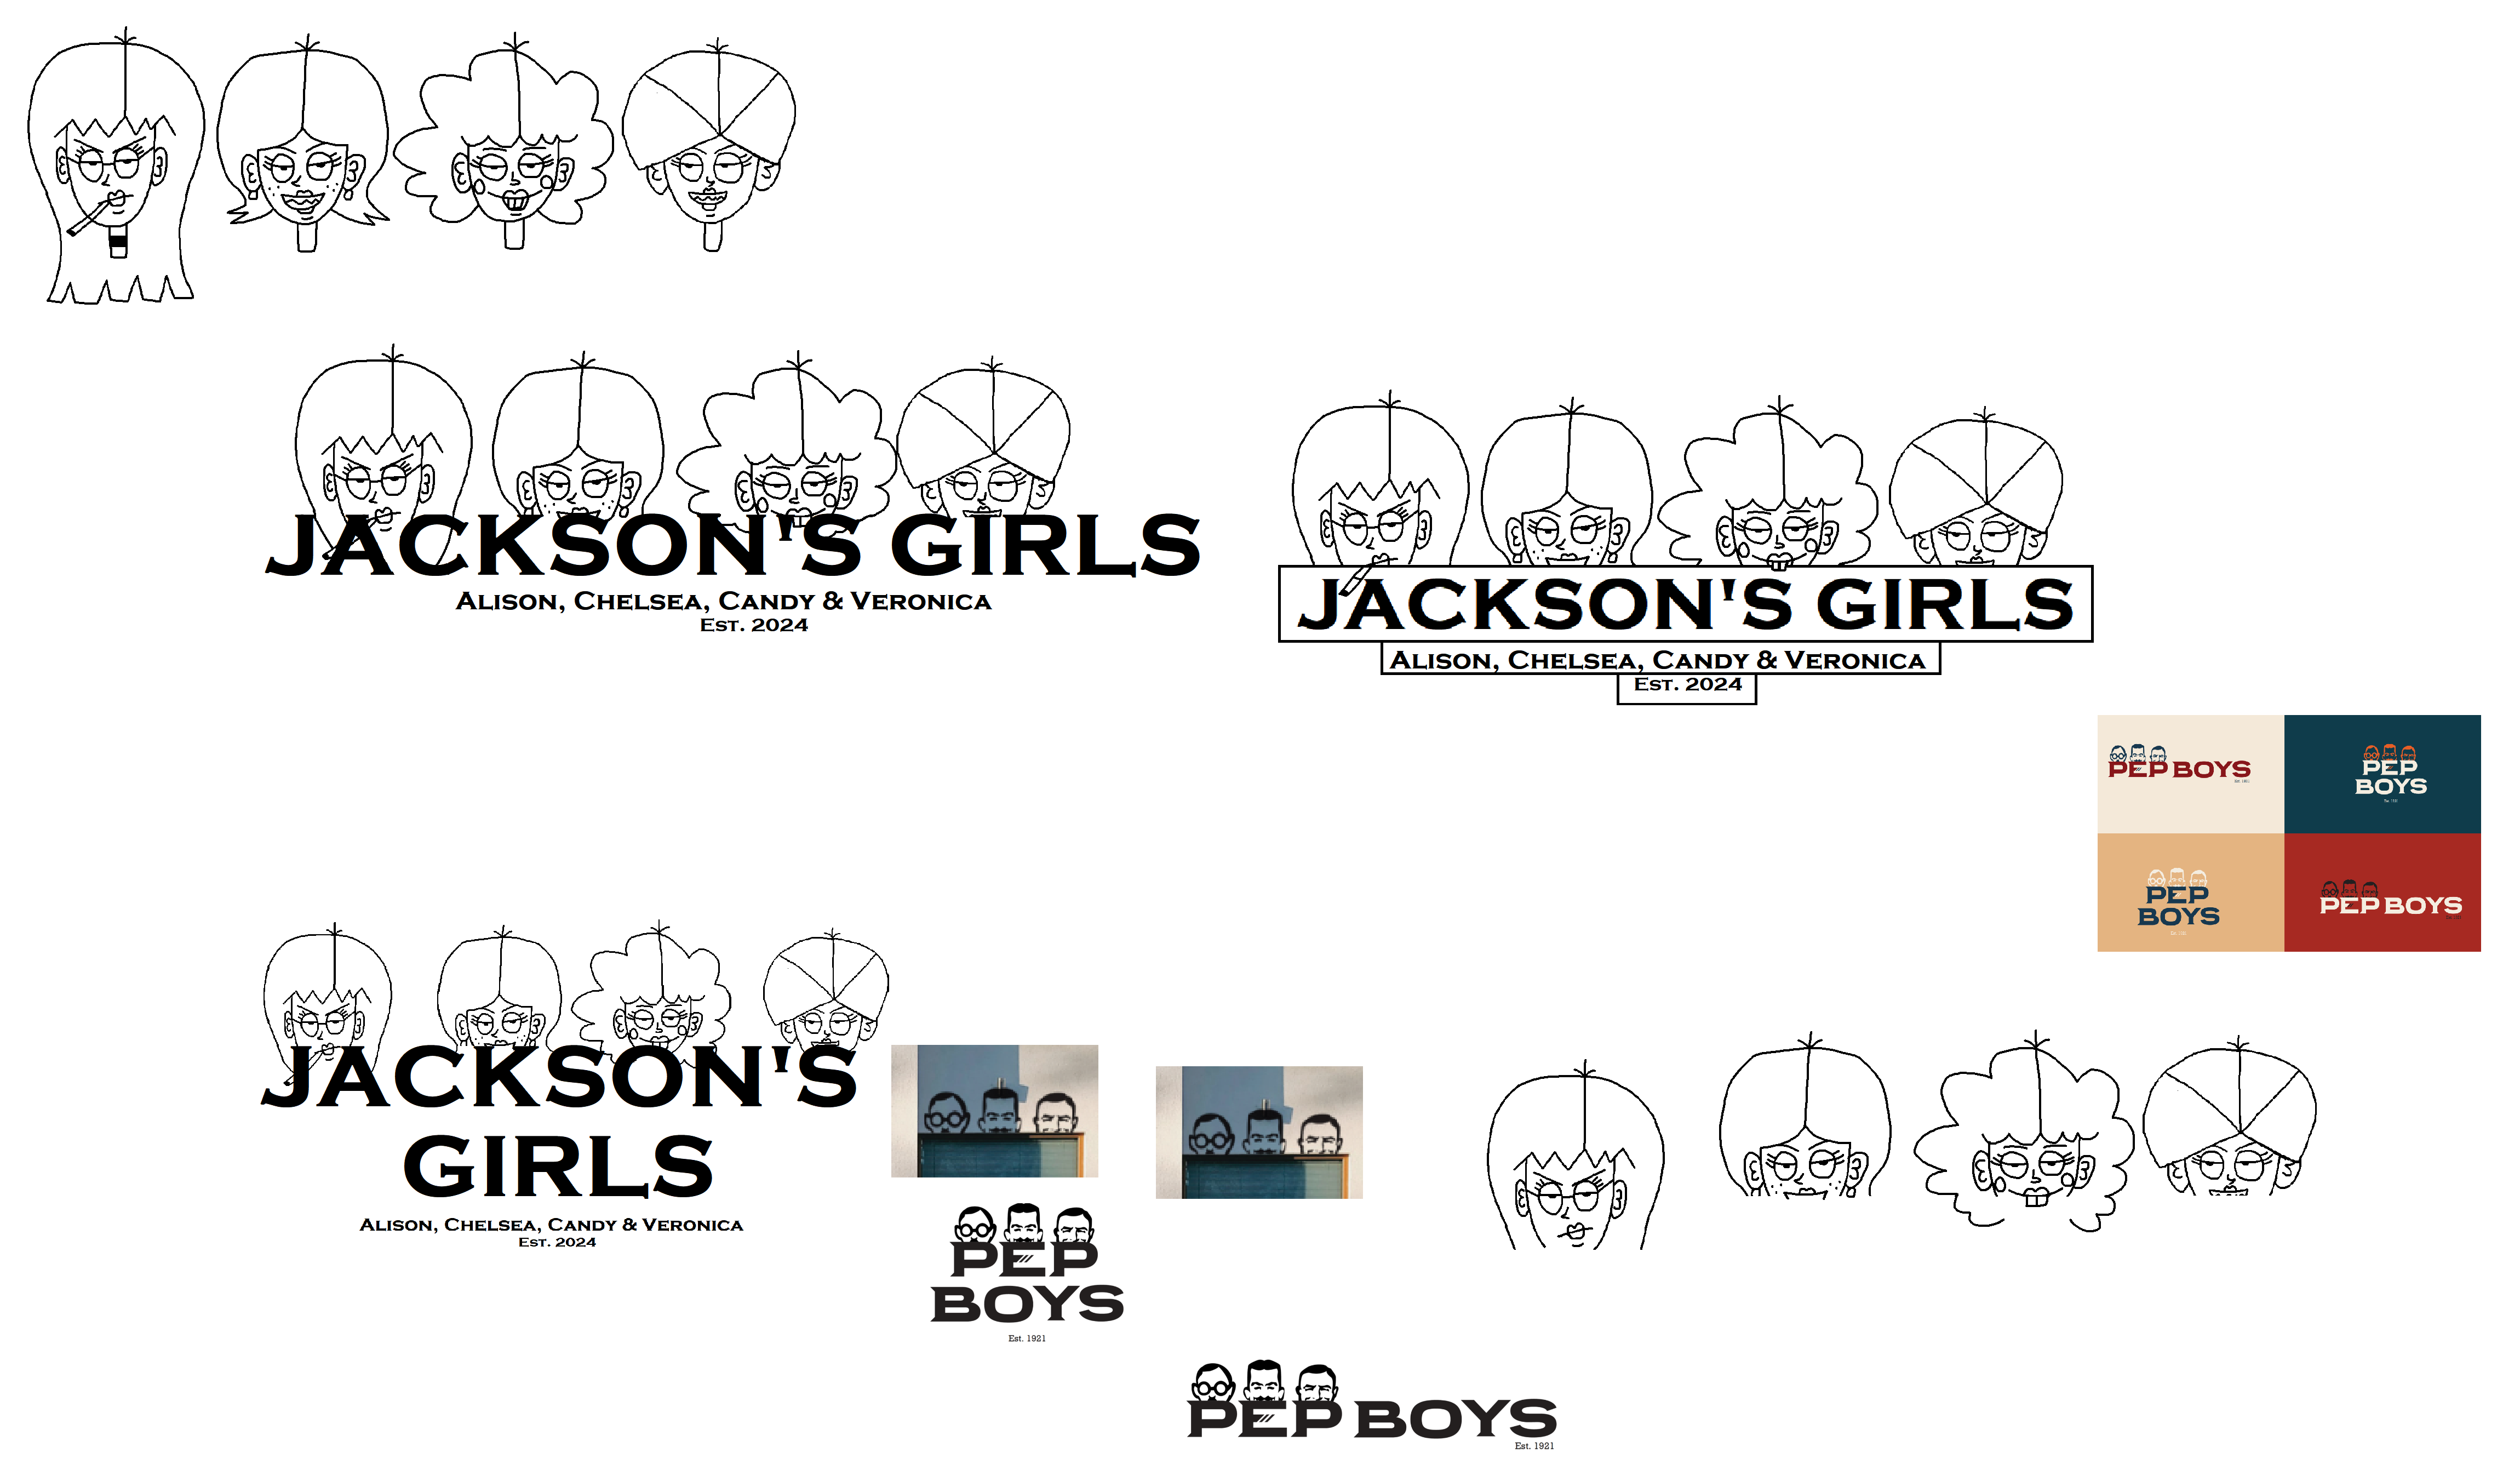 JACKSON'S GIRLS
ALISON, CHELSEA, CANDY & VERONICA
EST. 2024
JACKSON'S GIRLS
ALISON, CHELSEA, CANDY & VERONICA
EST. 2024
PEP BOYS
PEP
BOYS
PEP
BOYS
PEP BOYS
JACKSON'S
GIRLS
ALISON, CHELSEA, CANDY & VERONICA
EST. 2024
PEP
BOYS
Est. 1921
PEP BOYS
Est. 1921